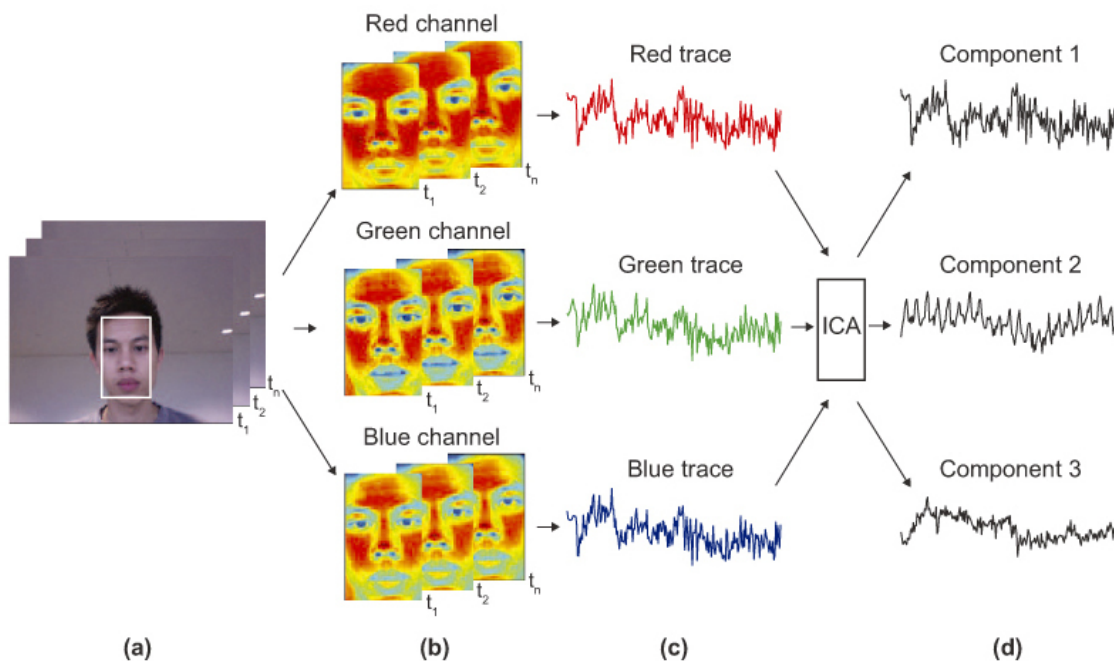 Red channel
Red trace
Component 1
t1
t2
tn
Green channel
Green trace
Component 2
ICA
t1
t2
tn
t1
t2
tn
Blue channel
Blue trace
Component 3
t1
t2
tn
(a)
(b)
(c)
(d)